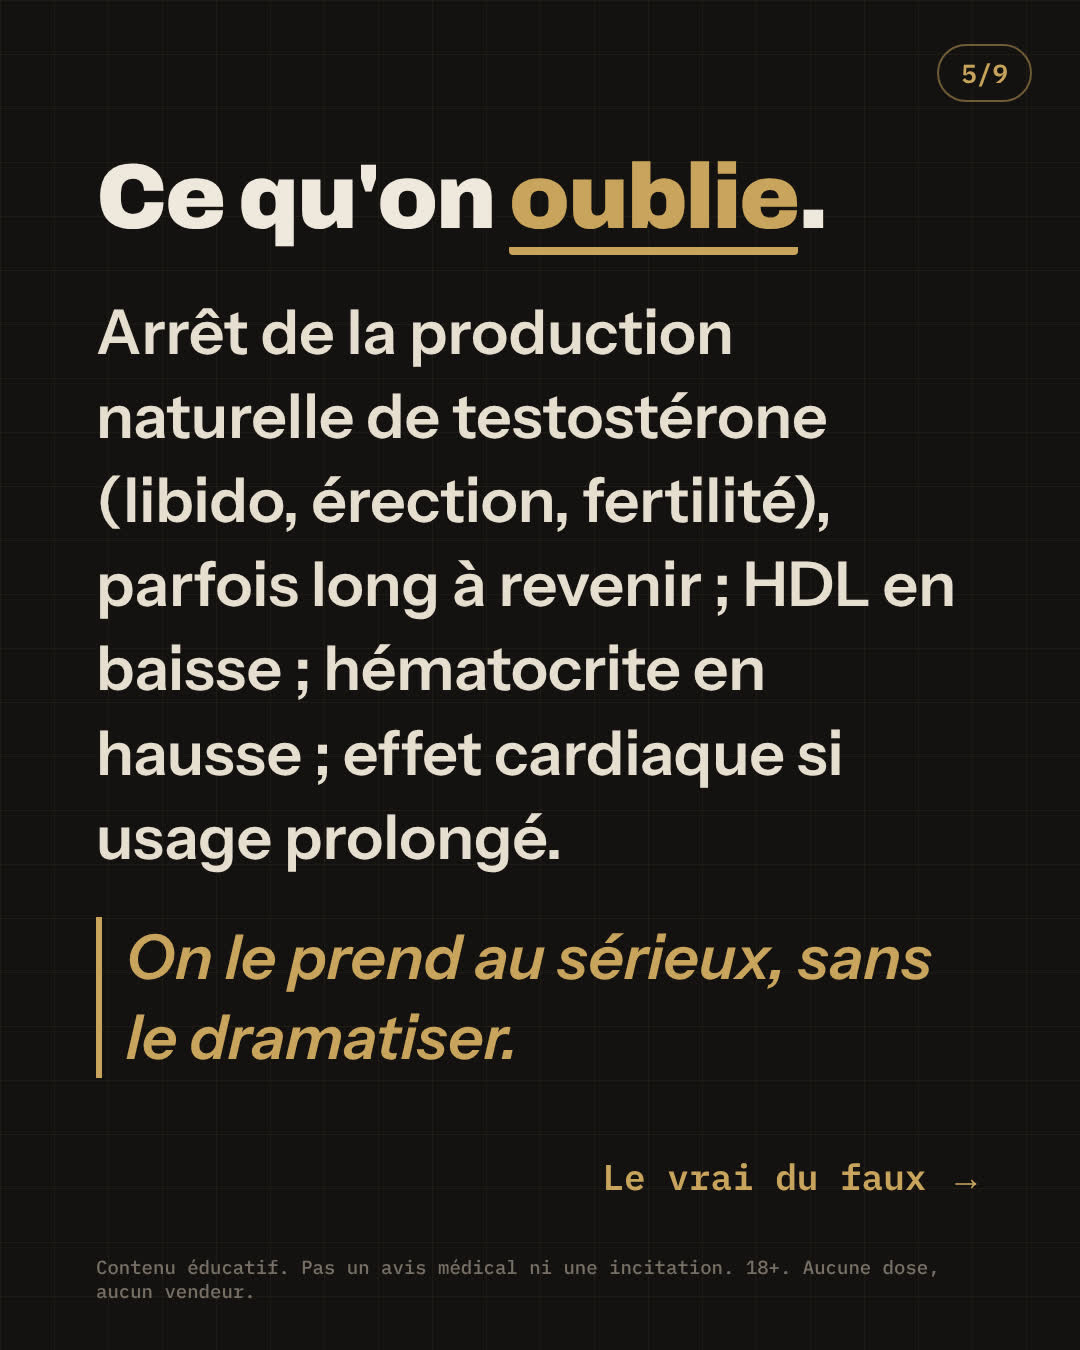 5/9
Ce qu'on oublie.
Arrêt de la production
naturelle de testostérone
(libido, érection, fertilité),
parfois long à revenir ; HDL en
baisse ; hématocrite en
hausse ; effet cardiaque si
usage prolongé.
On le prend au sérieux, sans
le dramatiser.
Le vrai du faux →
Contenu éducatif. Pas un avis médical ni une incitation. 18+. Aucune dose,
aucun vendeur.